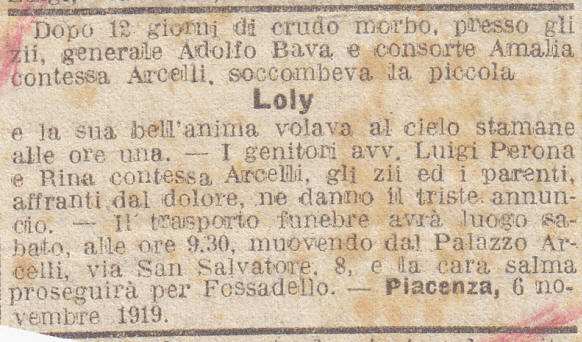 Dopo 12 giorni di crudo morbo, presso gli
zii, generale Adolfo Bava e consorte Amalia
contessa Arcelli, soccombeva la piccola
Loly
e la sua bell'anima volava al cielo stamane
alle ore una. — I genitori avv. Luigi Perona
e Rina contessa Arcelli, gli zii ed i parenti,
affranti dal dolore, ne danno il triste annun-
cio. — Il trasporto funebre avrà luogo sa-
bato, alle ore 9.30, muovendo dal Palazzo Ar-
celli, via San Salvatore, 8, e la cara salma
proseguirà per Fossadello. — Piacenza, 6 no-
vembre 1919.